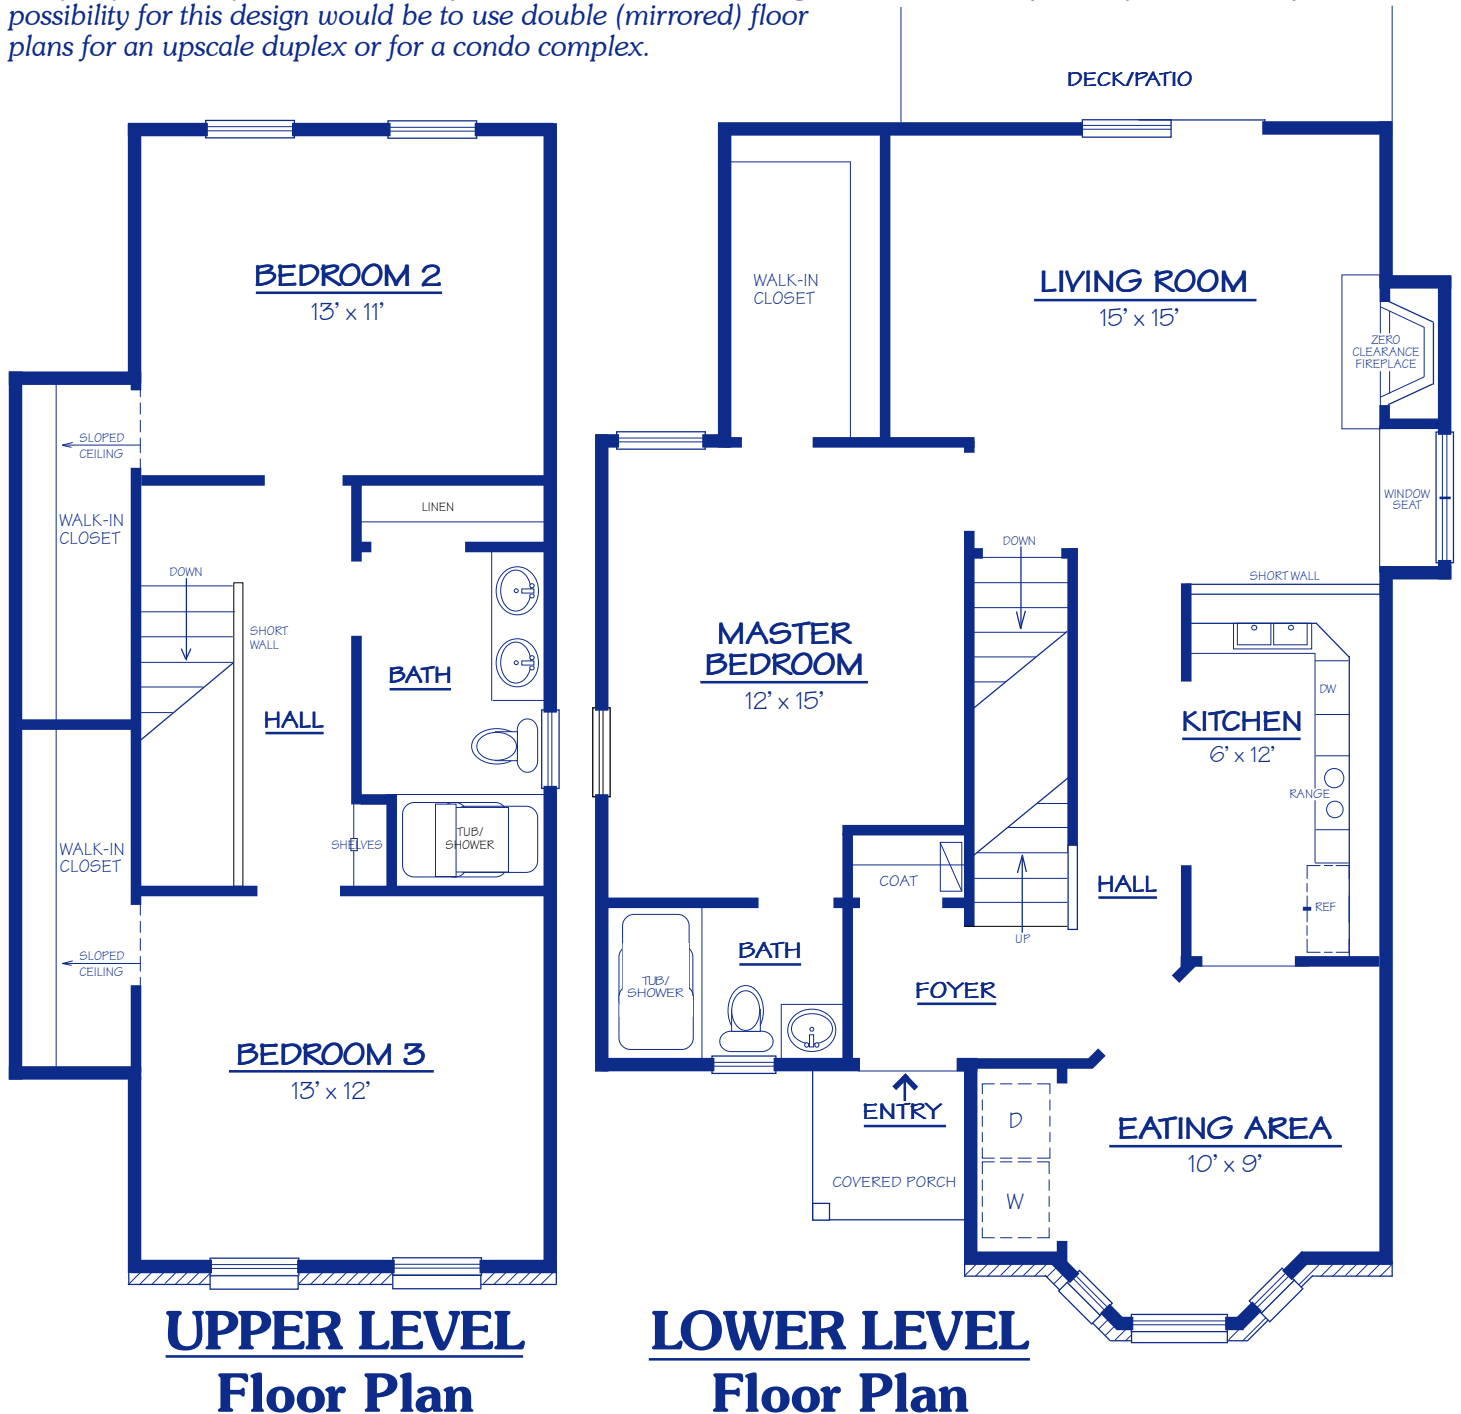 possibility for this design would be to use double (mirrored) floor
plans for an upscale duplex or for a condo complex.
DECK/PATIO
BEDROOM 2
13' x 11'
SLOPED
CEILING
WALK-IN
CLOSET
LINEN
DOWN
SHORT
WALL
BATH
HALL
SHELVES
TUB/
SHOWER
WALK-IN
CLOSET
SLOPED
CEILING
BEDROOM 3
13' x 12'
UPPER LEVEL
Floor Plan
WALK-IN
CLOSET
LIVING ROOM
15' x 15'
ZERO
CLEARANCE
FIREPLACE
WINDOW
SEAT
DOWN
SHORT WALL
MASTER
BEDROOM
12' x 15'
DW
KITCHEN
6' x 12'
RANGE
COAT
HALL
REF
UP
BATH
TUB/
SHOWER
FOYER
ENTRY
D
EATING AREA
10' x 9'
COVERED PORCH
W
LOWER LEVEL
Floor Plan